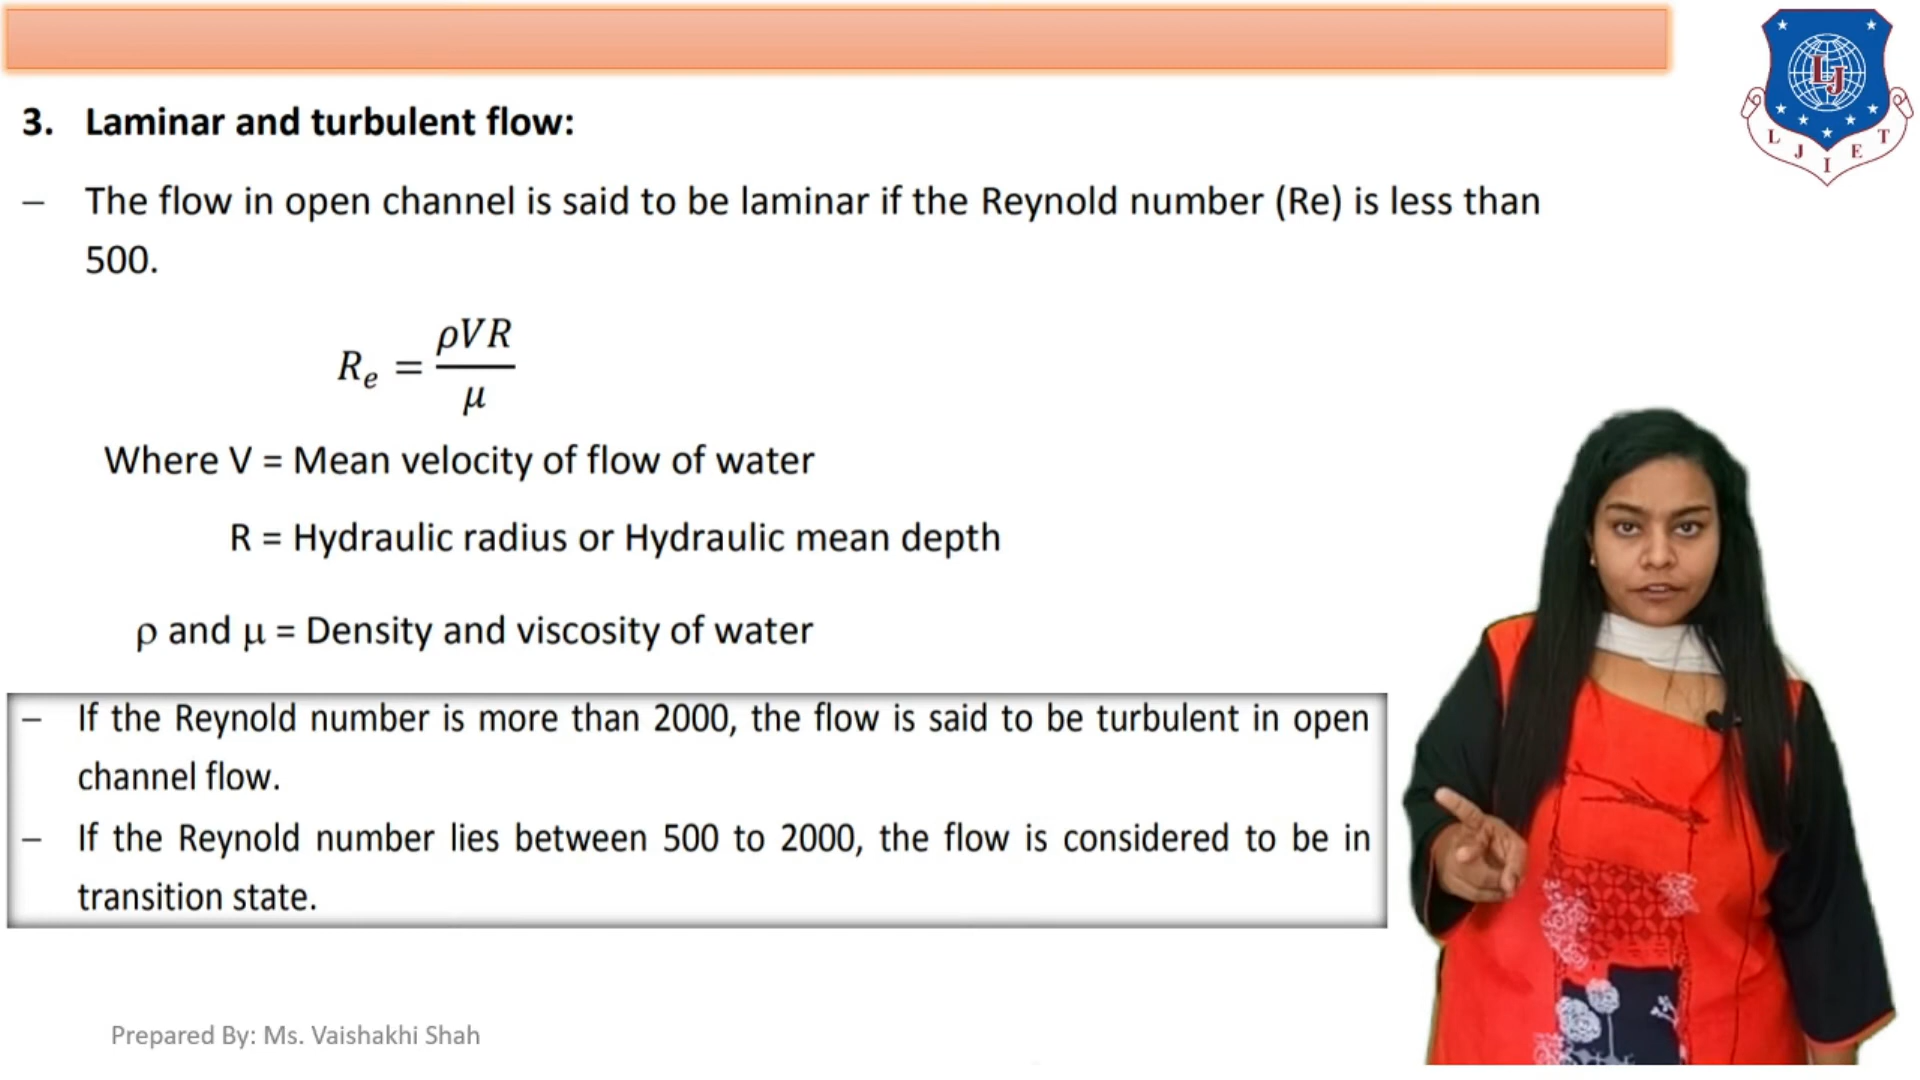 3. Laminar and turbulent flow:
– The flow in open channel is said to be laminar if the Reynold number (Re) is less than
500.
Rₑ = ρVR / μ
Where V = Mean velocity of flow of water
R = Hydraulic radius or Hydraulic mean depth
ρ and μ = Density and viscosity of water
– If the Reynold number is more than 2000, the flow is said to be turbulent in open
channel flow.
– If the Reynold number lies between 500 to 2000, the flow is considered to be in
transition state.
Prepared By: Ms. Vaishakhi Shah
LJ
L J I E T